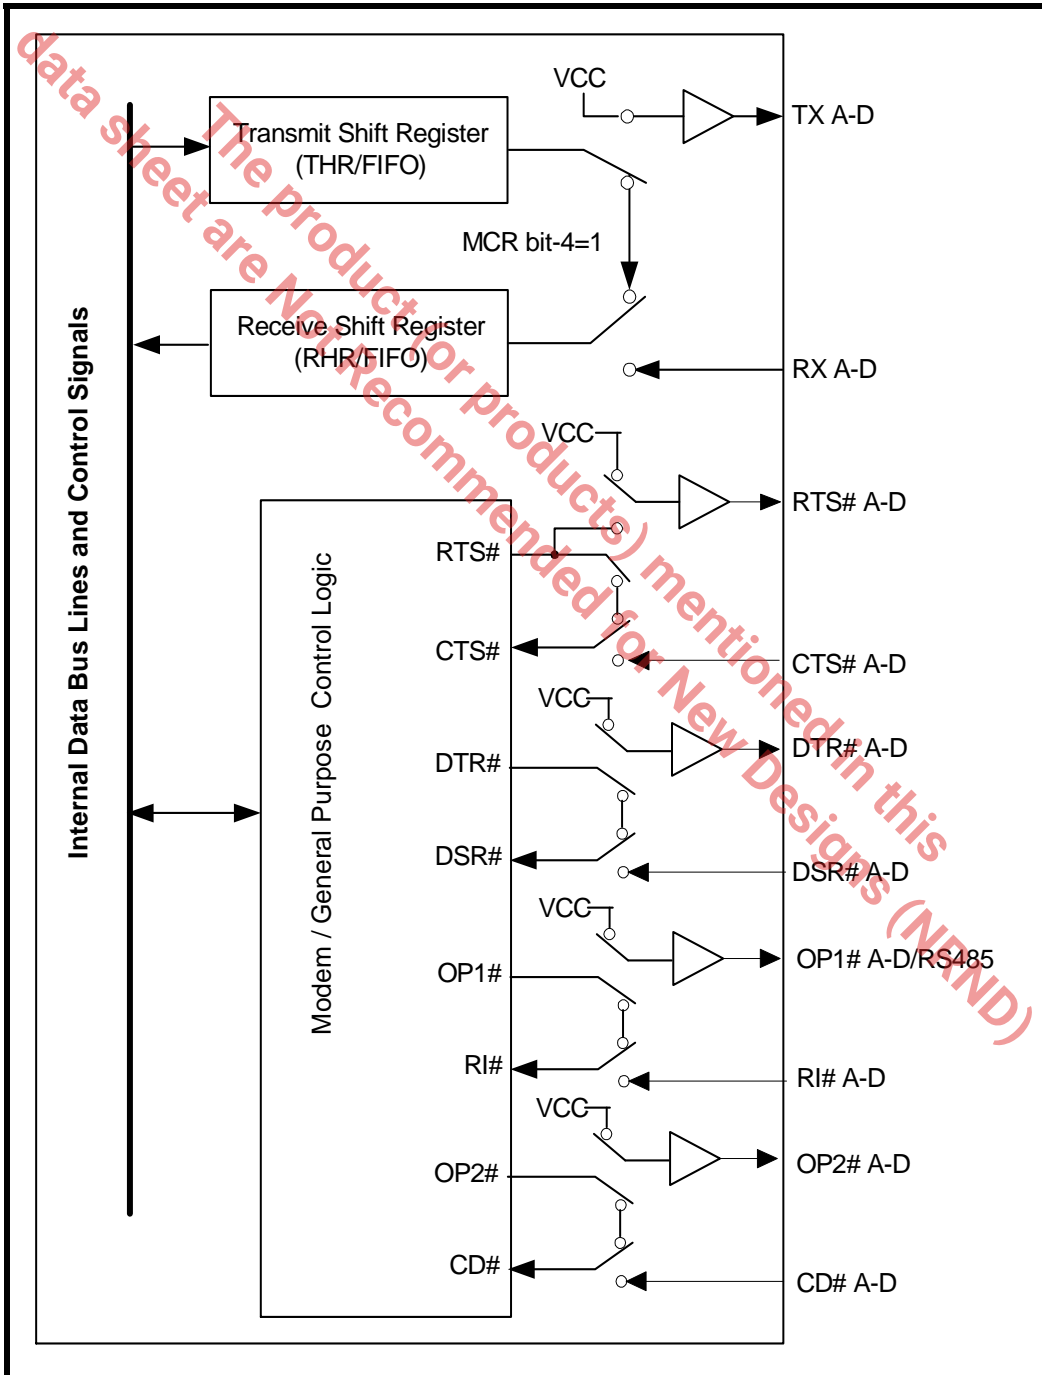 VCC
TX A-D
Transmit Shift Register
(THR/FIFO)
MCR bit-4=1
Receive Shift Register
(RHR/FIFO)
RX A-D
Internal Data Bus Lines and Control Signals
VCC
RTS# A-D
RTS#
Modem / General Purpose Control Logic
CTS#
CTS# A-D
VCC
DTR# A-D
DTR#
DSR#
DSR# A-D
VCC
OP1# A-D/RS485
OP1#
RI#
RI# A-D
VCC
OP2# A-D
OP2#
CD#
CD# A-D
The product (or products) mentioned in this
data sheet are Not Recommended for New Designs (NRND)